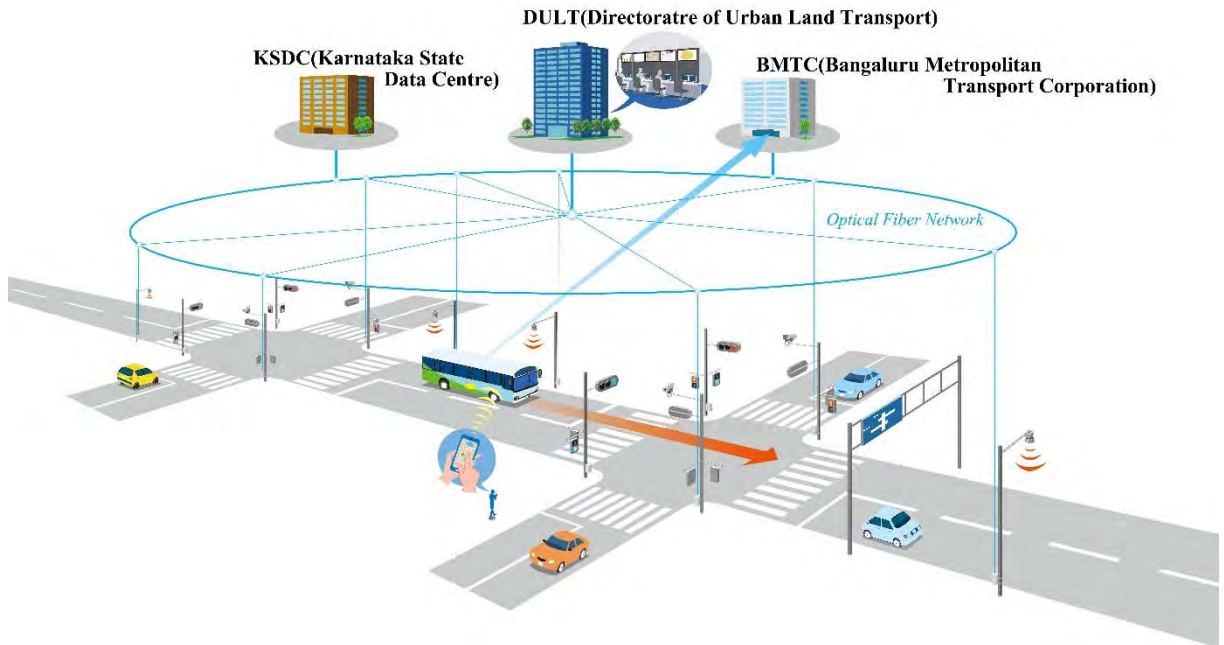 DULT(Directoratre of Urban Land Transport)
KSDC(Karnataka State
Data Centre)
BMTC(Bangaluru Metropolitan
Transport Corporation)
Optical Fiber Network